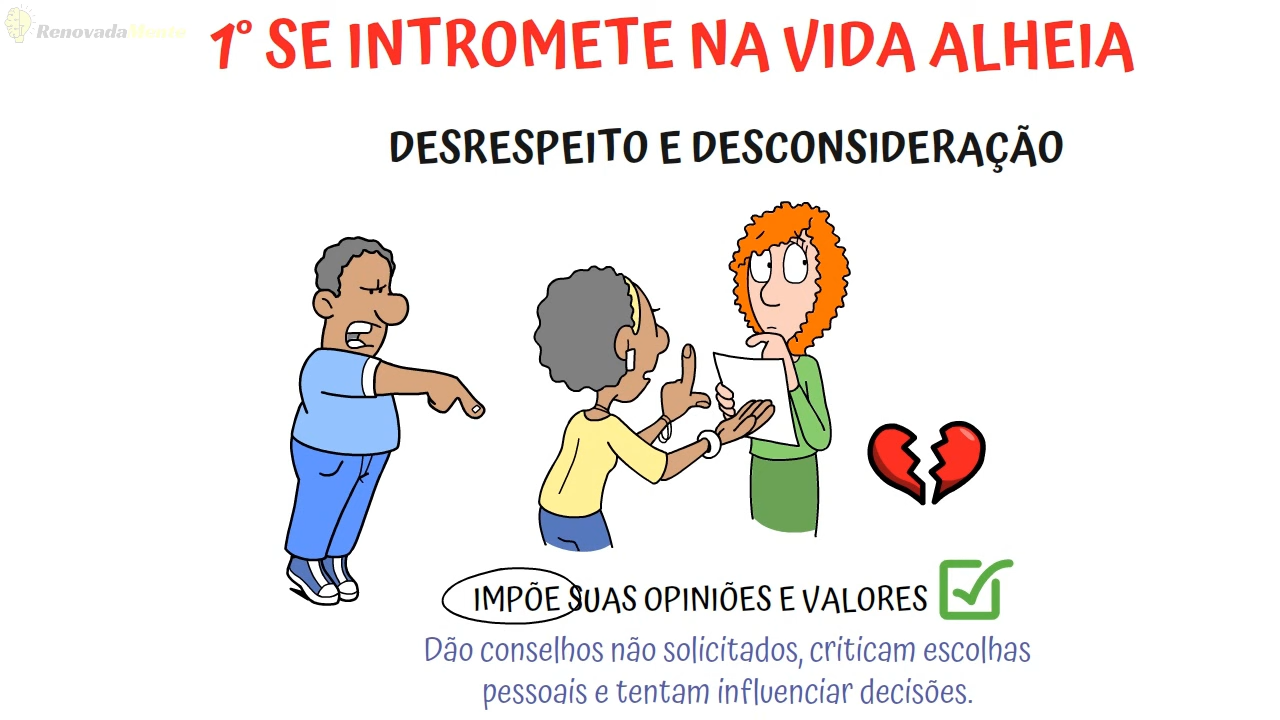 RenovadaMente
1º SE INTROMETE NA VIDA ALHEIA
DESRESPEITO E DESCONSIDERAÇÃO
IMPÕE SUAS OPINIÕES E VALORES
Dão conselhos não solicitados, criticam escolhas
pessoais e tentam influenciar decisões.